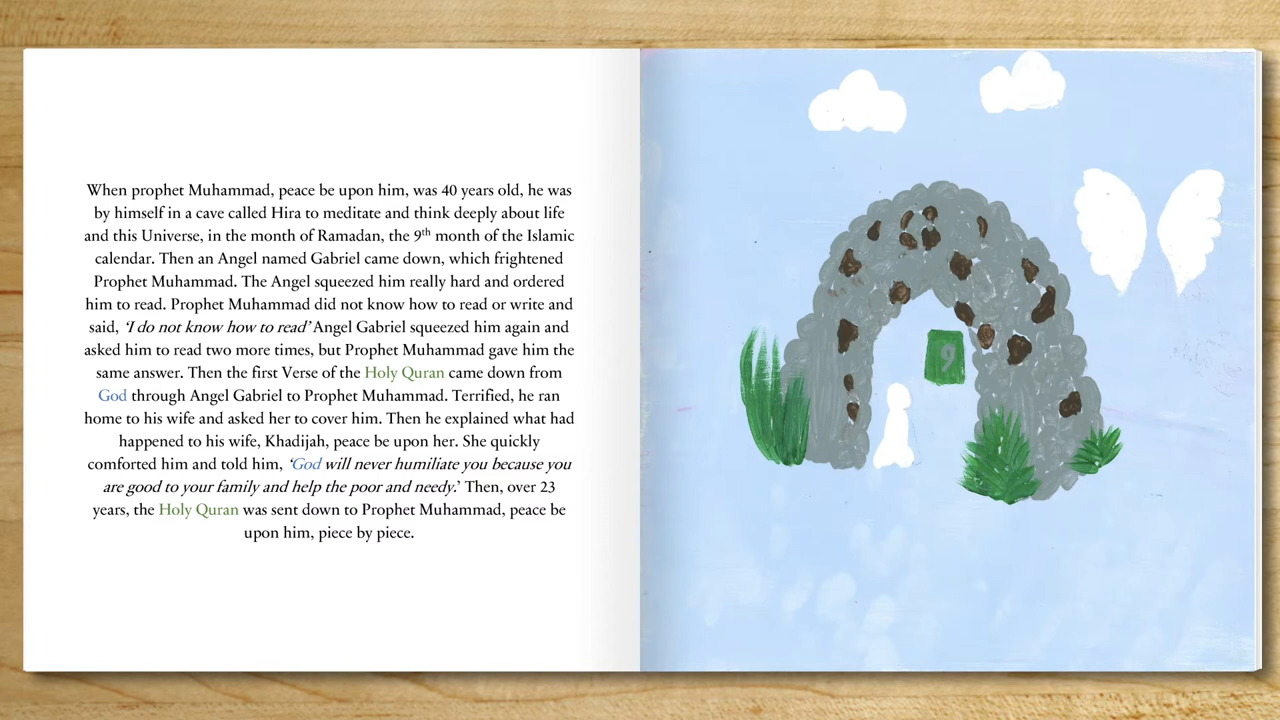 When prophet Muhammad, peace be upon him, was 40 years old, he was
by himself in a cave called Hira to meditate and think deeply about life
and this Universe, in the month of Ramadan, the 9th month of the Islamic
calendar. Then an Angel named Gabriel came down, which frightened
Prophet Muhammad. The Angel squeezed him really hard and ordered
him to read. Prophet Muhammad did not know how to read or write and
said, ‘I do not know how to read’ Angel Gabriel squeezed him again and
asked him to read two more times, but Prophet Muhammad gave him the
same answer. Then the first Verse of the Holy Quran came down from
God through Angel Gabriel to Prophet Muhammad. Terrified, he ran
home to his wife and asked her to cover him. Then he explained what had
happened to his wife, Khadijah, peace be upon her. She quickly
comforted him and told him, ‘God will never humiliate you because you
are good to your family and help the poor and needy.’ Then, over 23
years, the Holy Quran was sent down to Prophet Muhammad, peace be
upon him, piece by piece.
9